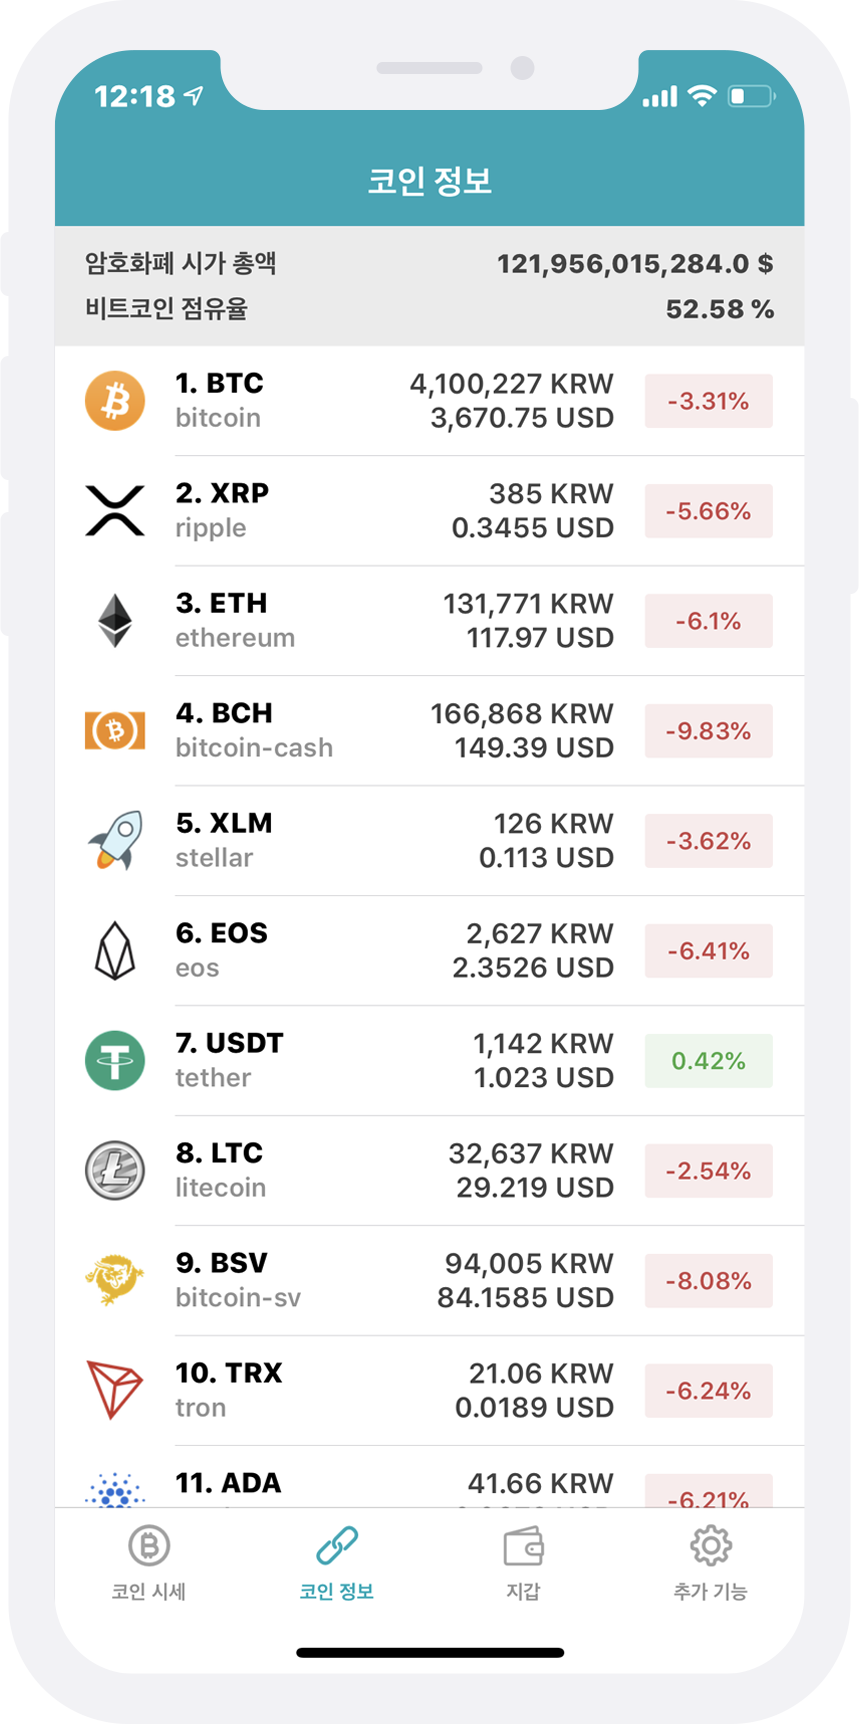 12:18
코인 정보
암호화폐 시가 총액 121,956,015,284.0 $
비트코인 점유율 52.58 %
1. BTC 4,100,227 KRW -3.31%
bitcoin 3,670.75 USD
2. XRP 385 KRW -5.66%
ripple 0.3455 USD
3. ETH 131,771 KRW -6.1%
ethereum 117.97 USD
4. BCH 166,868 KRW -9.83%
bitcoin-cash 149.39 USD
5. XLM 126 KRW -3.62%
stellar 0.113 USD
6. EOS 2,627 KRW -6.41%
eos 2.3526 USD
7. USDT 1,142 KRW 0.42%
tether 1.023 USD
8. LTC 32,637 KRW -2.54%
litecoin 29.219 USD
9. BSV 94,005 KRW -8.08%
bitcoin-sv 84.1585 USD
10. TRX 21.06 KRW -6.24%
tron 0.0189 USD
11. ADA 41.66 KRW -6.21%
코인 시세 코인 정보 지갑 추가 기능